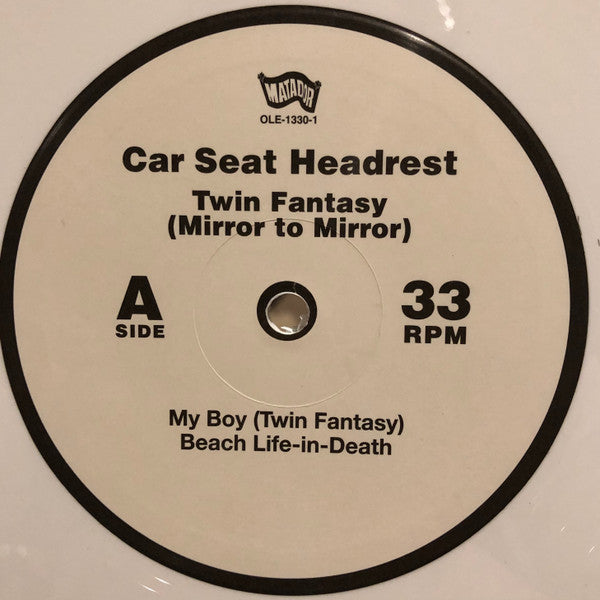 MATADOR
OLE-1330-1
Car Seat Headrest
Twin Fantasy
(Mirror to Mirror)
A
SIDE
33
RPM
My Boy (Twin Fantasy)
Beach Life-in-Death